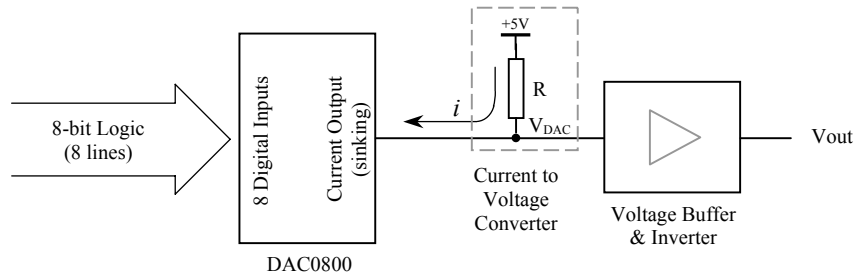 8-bit Logic
(8 lines)
8 Digital Inputs
Current Output
(sinking)
DAC0800
i
+5V
R
VDAC
Current to
Voltage
Converter
Voltage Buffer
& Inverter
Vout